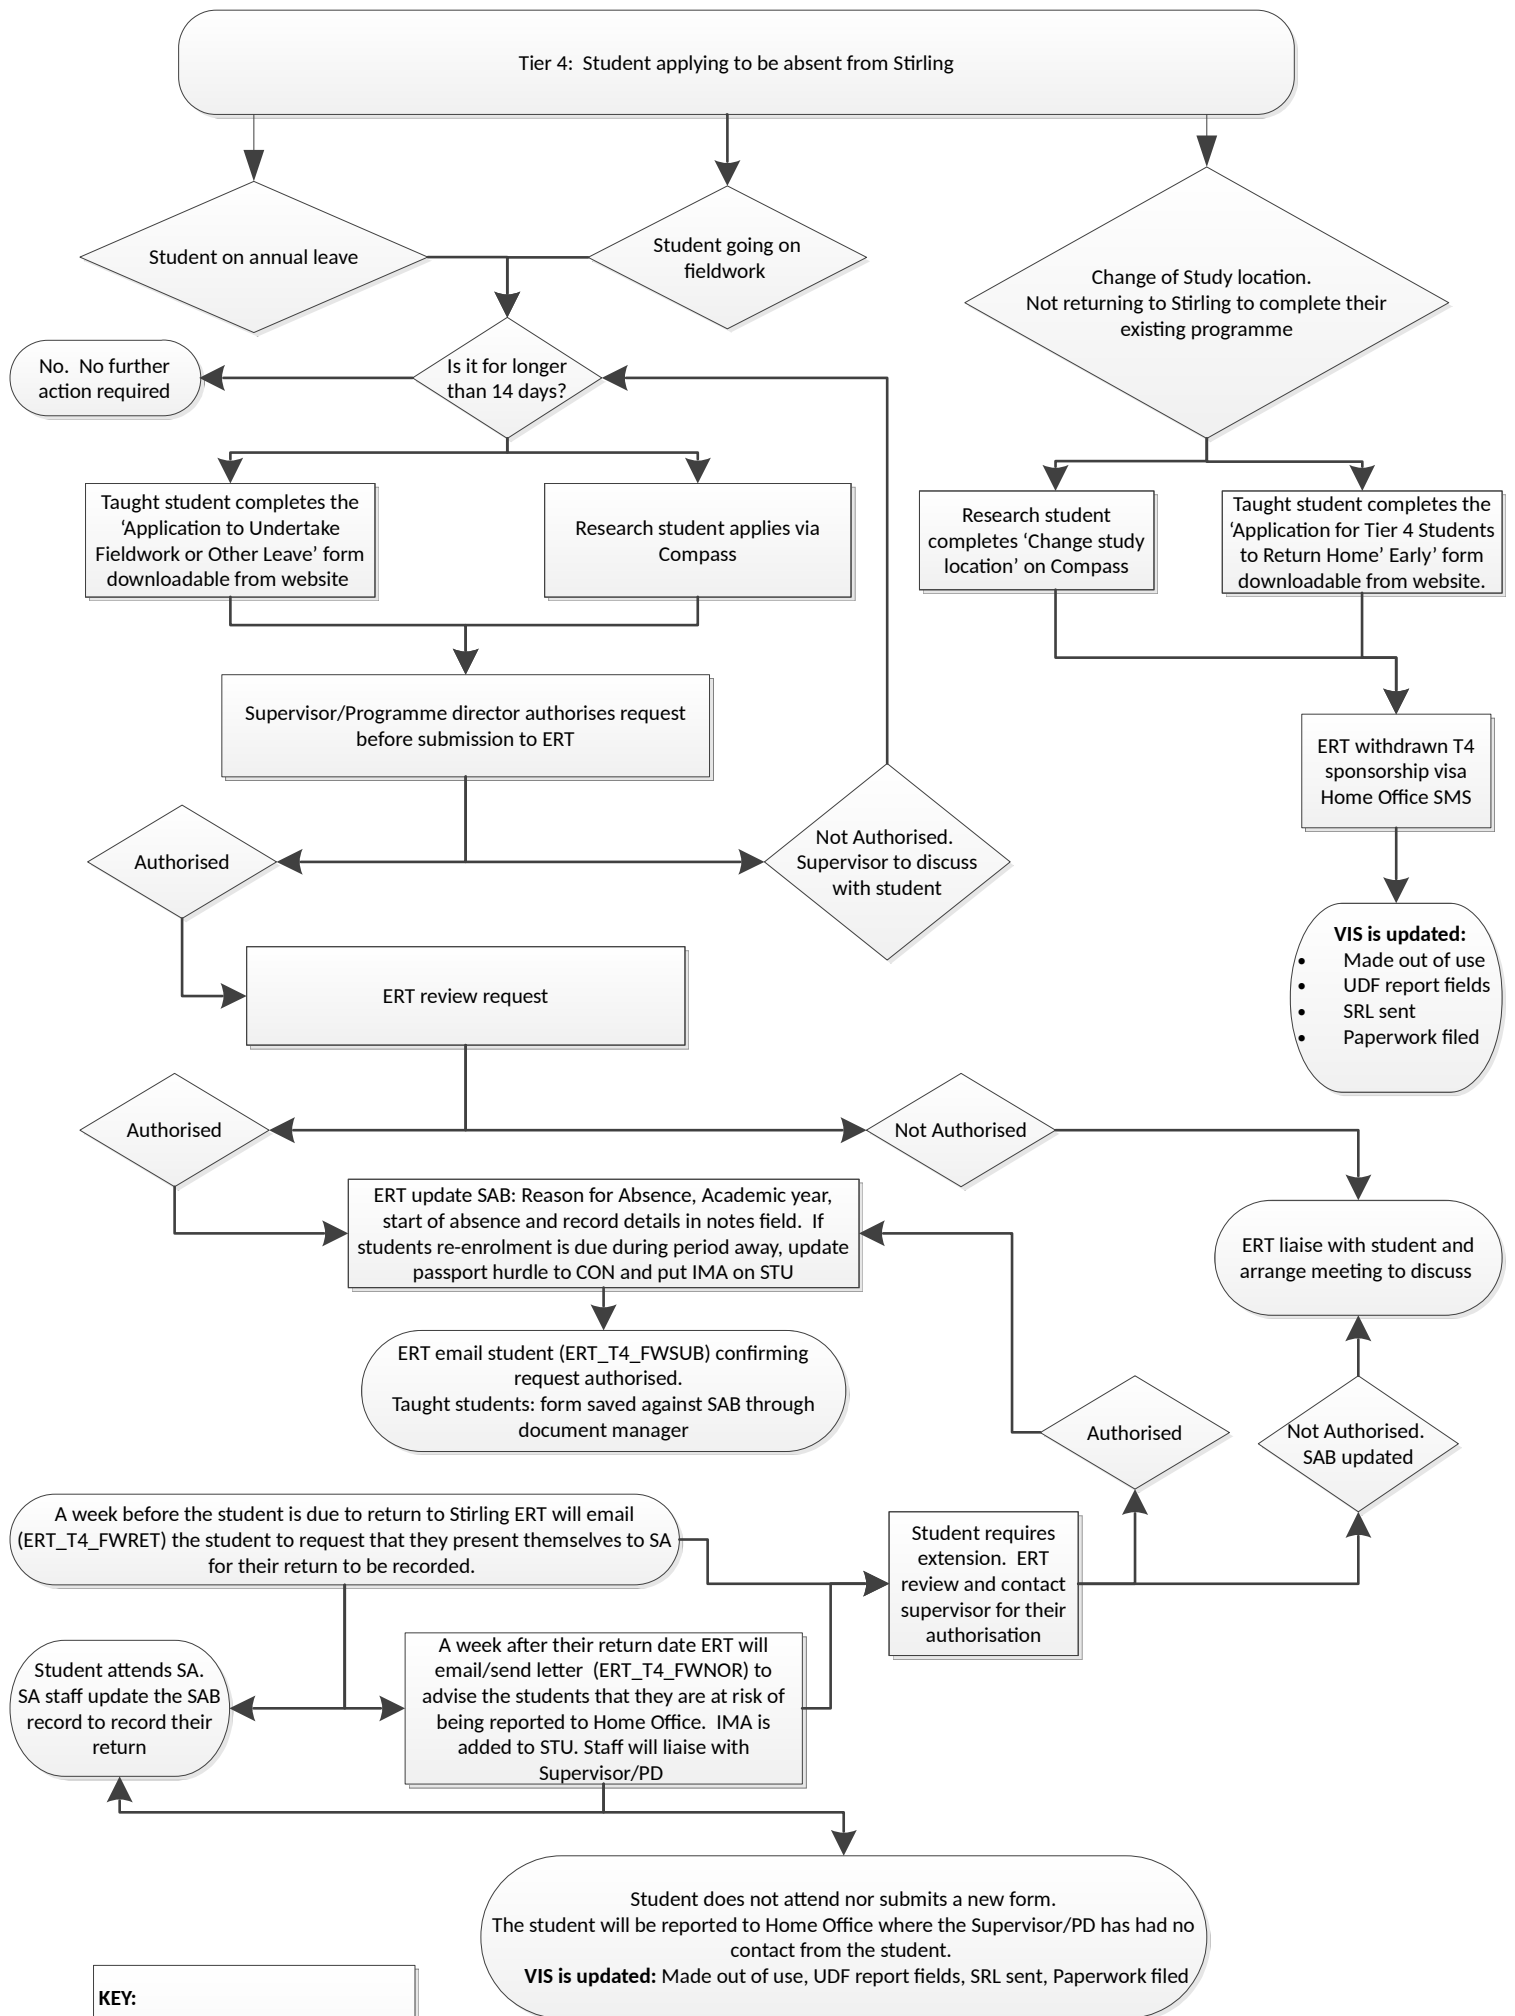 Tier 4:  Student applying to be absent from Stirling
Student on annual leave
Student going on
fieldwork
Change of Study location.
Not returning to Stirling to complete their
existing programme
No.  No further
action required
Is it for longer
than 14 days?
Taught student completes the
‘Application to Undertake
Fieldwork or Other Leave’ form
downloadable from website
Research student applies via
Compass
Research student
completes ‘Change study
location’ on Compass
Taught student completes the
‘Application for Tier 4 Students
to Return Home’ Early’ form
downloadable from website.
Supervisor/Programme director authorises request
before submission to ERT
ERT withdrawn T4
sponsorship visa
Home Office SMS
Authorised
Not Authorised.
Supervisor to discuss
with student
VIS is updated:
• Made out of use
• UDF report fields
• SRL sent
• Paperwork filed
ERT review request
Authorised
Not Authorised
ERT update SAB: Reason for Absence, Academic year,
start of absence and record details in notes field.  If
students re-enrolment is due during period away, update
passport hurdle to CON and put IMA on STU
ERT liaise with student and
arrange meeting to discuss
ERT email student (ERT_T4_FWSUB) confirming
request authorised.
Taught students: form saved against SAB through
document manager
Authorised
Not Authorised.
SAB updated
A week before the student is due to return to Stirling ERT will email
(ERT_T4_FWRET) the student to request that they present themselves to SA
for their return to be recorded.
Student requires
extension.  ERT
review and contact
supervisor for their
authorisation
Student attends SA.
SA staff update the SAB
record to record their
return
A week after their return date ERT will
email/send letter  (ERT_T4_FWNOR) to
advise the students that they are at risk of
being reported to Home Office.  IMA is
added to STU. Staff will liaise with
Supervisor/PD
Student does not attend nor submits a new form.
The student will be reported to Home Office where the Supervisor/PD has had no
contact from the student.
VIS is updated: Made out of use, UDF report fields, SRL sent, Paperwork filed
KEY: